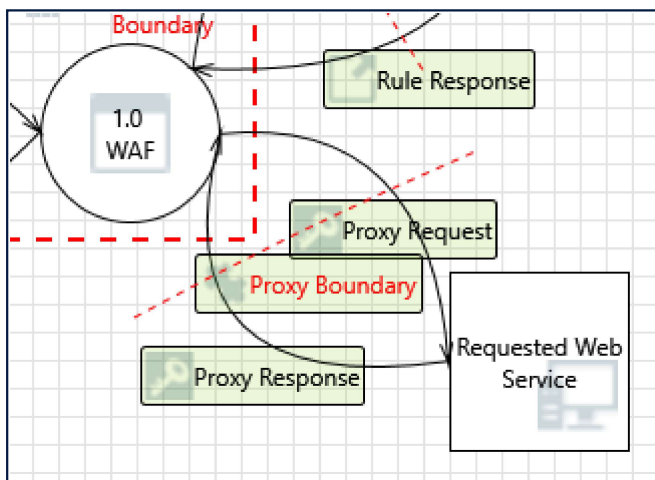 Boundary
Rule Response
1.0
WAF
Proxy Request
Proxy Boundary
Requested Web
Service
Proxy Response